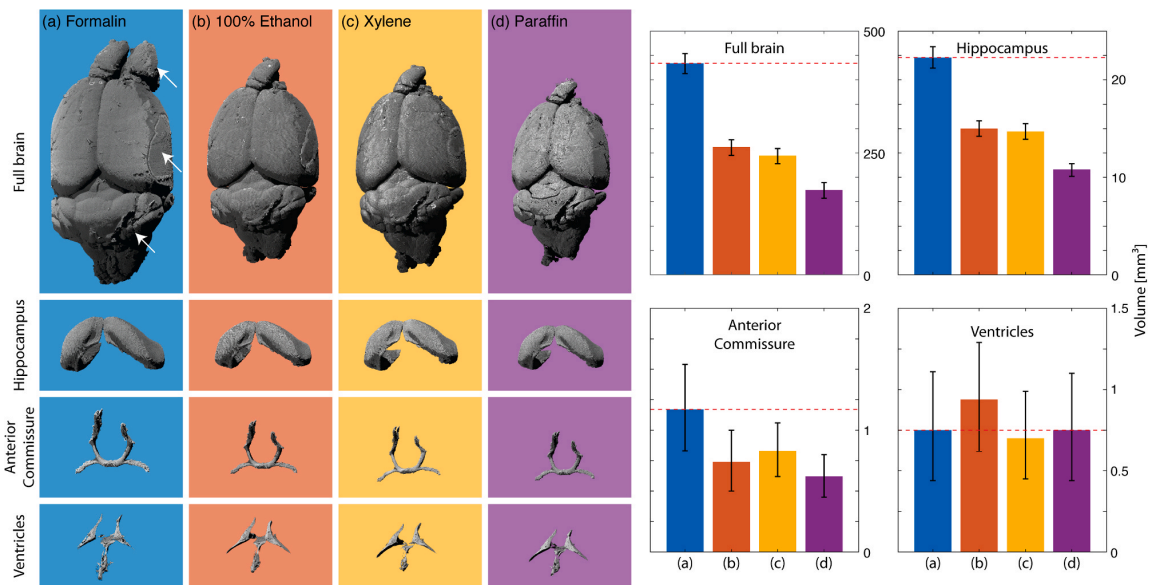 (a) Formalin
(b) 100% Ethanol
(c) Xylene
(d) Paraffin
Full brain
Hippocampus
Anterior
Commissure
Ventricles
Full brain
500
250
0
Hippocampus
20
10
0
Anterior
Commissure
2
1
0
(a)
(b)
(c)
(d)
Ventricles
1.5
1
0.5
0
(a)
(b)
(c)
(d)
Volume [mm³]